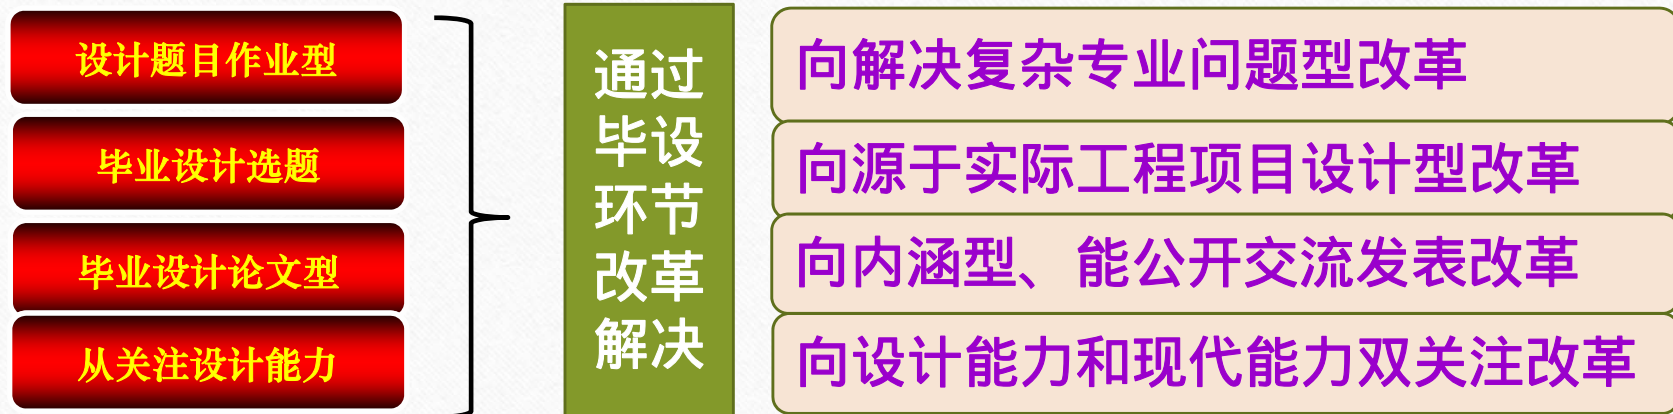 设计题目作业型
毕业设计选题
毕业设计论文型
从关注设计能力
通过
毕设
环节
改革
解决
向解决复杂专业问题型改革
向源于实际工程项目设计型改革
向内涵型、能公开交流发表改革
向设计能力和现代能力双关注改革